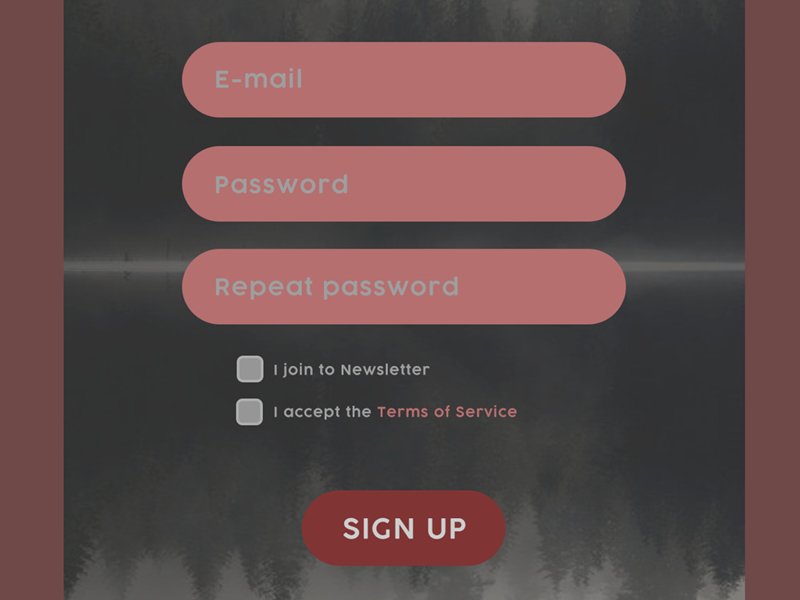 E-mail
Password
Repeat password
I join to Newsletter
I accept the Terms of Service
SIGN UP